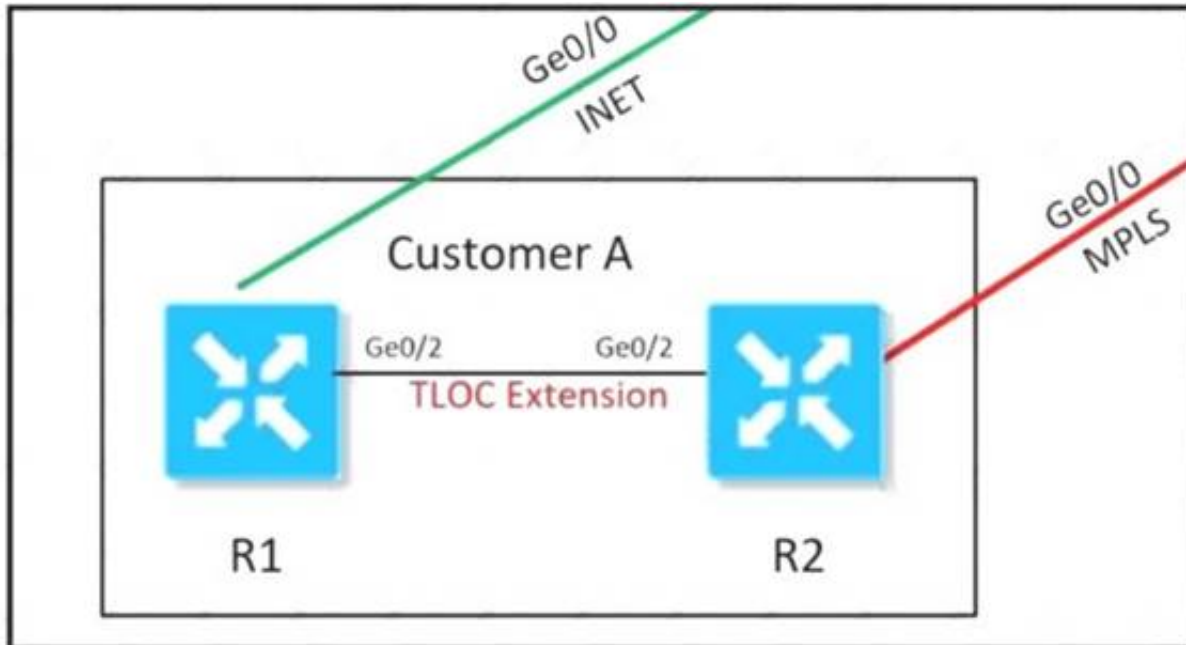 Ge0/0
INET
Ge0/0
MPLS
Customer A
Ge0/2
Ge0/2
TLOC Extension
R1
R2